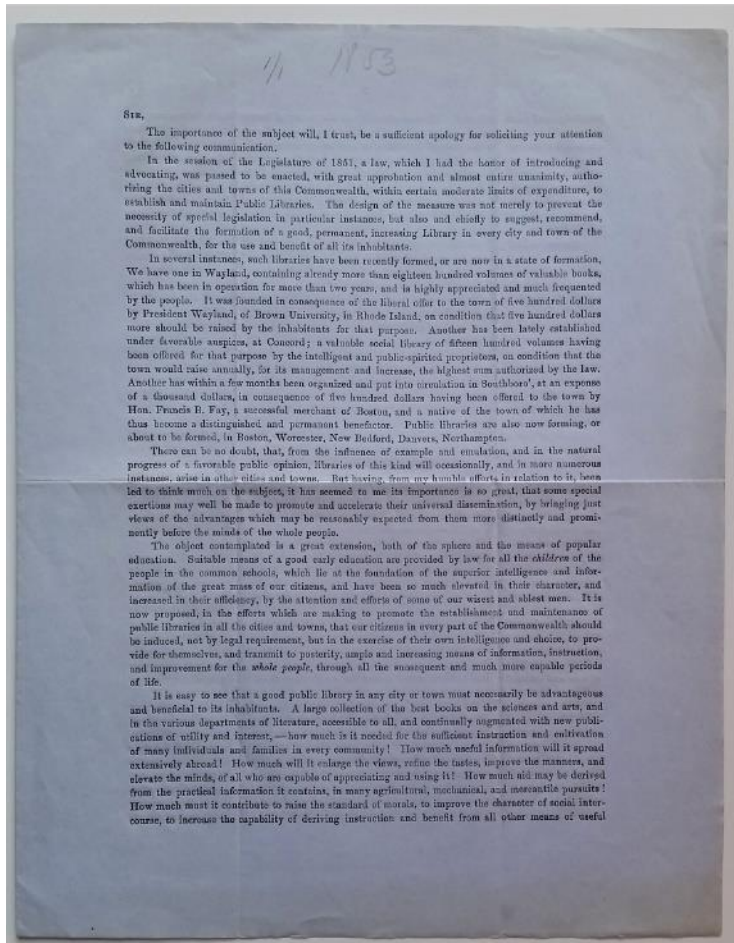 1/1 1853
SIR,
The importance of the subject will, I trust, be a sufficient apology for soliciting your attention
to the following communication.
In the session of the Legislature of 1851, a law, which I had the honor of introducing and
advocating, was passed to be enacted, with great approbation and almost entire unanimity, autho-
rizing the cities and towns of this Commonwealth, within certain moderate limits of expenditure, to
establish and maintain Public Libraries. The design of the measure was not merely to prevent the
necessity of special legislation in particular instances, but also and chiefly to suggest, recommend,
and facilitate the formation of a good, permanent, increasing Library in every city and town of the
Commonwealth, for the use and benefit of all its inhabitants.
In several instances, such libraries have been recently formed, or are now in a state of formation.
We have one in Wayland, containing already more than eighteen hundred volumes of valuable books,
which has been in operation for more than two years, and is highly appreciated and much frequented
by the people. It was founded in consequence of the liberal offer to the town of five hundred dollars
by President Wayland, of Brown University, in Rhode Island, on condition that five hundred dollars
more should be raised by the inhabitants for that purpose. Another has been lately established
under favorable auspices, at Concord; a valuable social library of fifteen hundred volumes having
been offered for that purpose by the intelligent and public-spirited proprietors, on condition that the
town would raise annually, for its management and increase, the highest sum authorized by the law.
Another has within a few months been organized and put into circulation in Southboro', at an expense
of a thousand dollars, in consequence of five hundred dollars having been offered to the town by
Hon. Francis B. Fay, a successful merchant of Boston, and a native of the town of which he has
thus become a distinguished and permanent benefactor. Public libraries are also now forming, or
about to be formed, in Boston, Worcester, New Bedford, Danvers, Northampton.
There can be no doubt, that, from the influence of example and emulation, and in the natural
progress of a favorable public opinion, libraries of this kind will occasionally, and in more numerous
instances, arise in other cities and towns. But having, from my humble efforts in relation to it, been
led to think much on the subject, it has seemed to me its importance is so great, that some special
exertions may well be made to promote and accelerate their universal dissemination, by bringing just
views of the advantages which may be reasonably expected from them more distinctly and promi-
nently before the minds of the whole people.
The object contemplated is a great extension, both of the sphere and the means of popular
education. Suitable means of a good early education are provided by law for all the children of the
people in the common schools, which lie at the foundation of the superior intelligence and infor-
mation of the great mass of our citizens, and have been so much elevated in their character, and
increased in their efficiency, by the attention and efforts of some of our wisest and ablest men. It is
now proposed, in the efforts which are making to promote the establishment and maintenance of
public libraries in all the cities and towns, that our citizens in every part of the Commonwealth should
be induced, not by legal requirement, but in the exercise of their own intelligence and choice, to pro-
vide for themselves, and transmit to posterity, ample and increasing means of information, instruction,
and improvement for the whole people, through all the subsequent and much more capable periods
of life.
It is easy to see that a good public library in any city or town must necessarily be advantageous
and beneficial to its inhabitants. A large collection of the best books on the sciences and arts, and
in the various departments of literature, accessible to all, and continually augmented with new publi-
cations of utility and interest,—how much is it needed for the sufficient instruction and cultivation
of many individuals and families in every community! How much useful information will it spread
extensively abroad! How much will it enlarge the views, refine the tastes, improve the manners, and
elevate the minds, of all who are capable of appreciating and using it! How much aid may be derived
from the practical information it contains, in many agricultural, mechanical, and mercantile pursuits!
How much must it contribute to raise the standard of morals, to improve the character of social inter-
course, to increase the capability of deriving instruction and benefit from all other means of useful